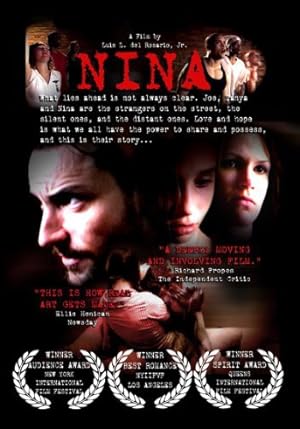 A Film by
Luis L. del Rosario, Jr.
NINA
What lies ahead is not always clear. Joe, Tanya
and Nina are the strangers on the street, the
silent ones, and the distant ones. Love and hope
is what we all have the power to share and possess,
and this is their story...
"A MOVING
AND INVOLVING FILM."
Richard Propes
The Independent Critic
"THIS IS HOW REAL
ART GETS MADE."
Ellis Henican
Newsday
WINNER
AUDIENCE AWARD
NEW YORK
INTERNATIONAL
FILM FESTIVAL
WINNER
BEST ROMANCE
NYIIFVF
LOS ANGELES
WINNER
SPIRIT AWARD
QUEENS
INTERNATIONAL
FILM FESTIVAL